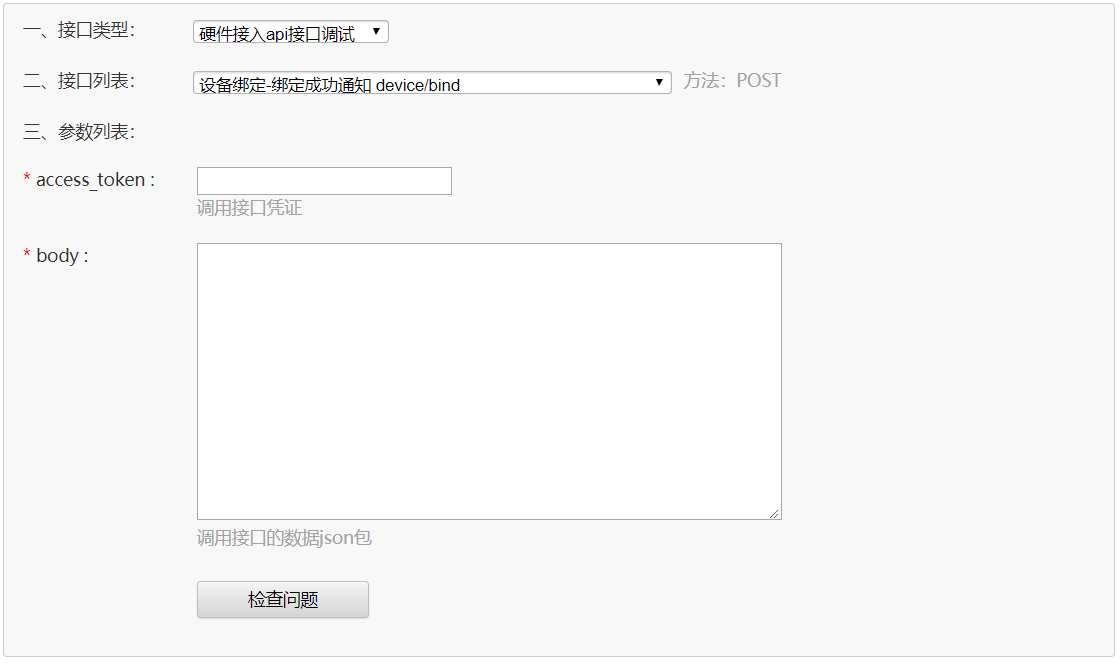 一、接口类型：
硬件接入api接口调试
二、接口列表：
设备绑定-绑定成功通知 device/bind
方法：POST
三、参数列表：
* access_token :
调用接口凭证
* body :
调用接口的数据json包
检查问题